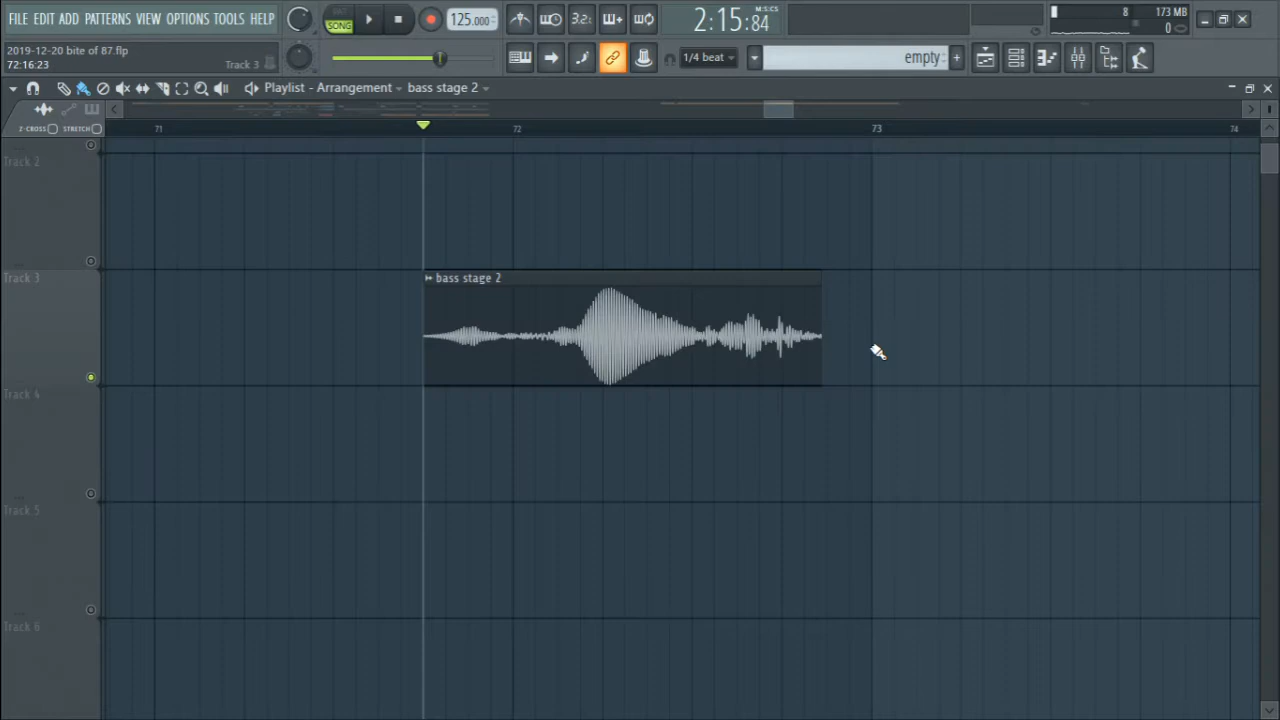 FILE EDIT ADD PATTERNS VIEW OPTIONS TOOLS HELP
PAT
SONG
125.000
3.2.
2:15:84
M:S:CS
8
173 MB
0
2019-12-20 bite of 87.flp
72:16:23
Track 3
1/4 beat
empty
Playlist - Arrangement
bass stage 2
Z-CROSS
STRETCH
71
72
73
74
Track 2
Track 3
bass stage 2
Track 4
Track 5
Track 6